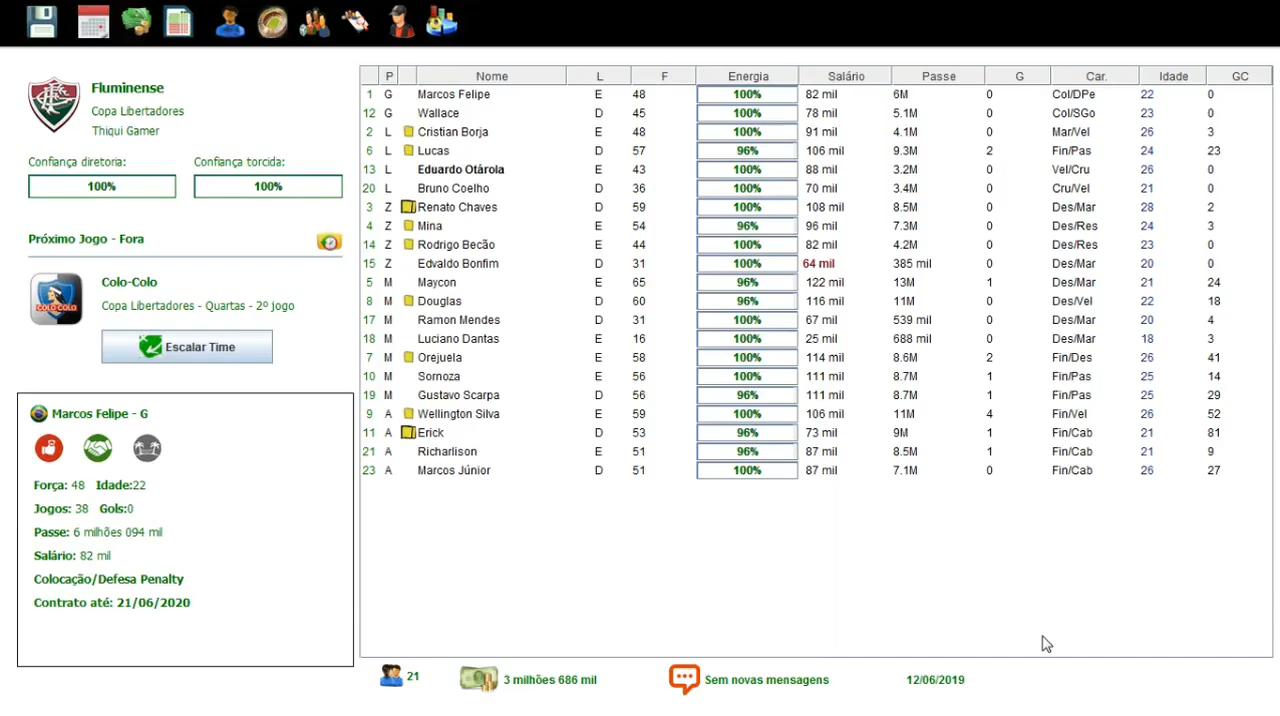 Fluminense
Copa Libertadores
Thiqui Gamer
Confiança diretoria: Confiança torcida:
100% 100%
Próximo Jogo - Fora
Colo-Colo
COLO-COLO
Copa Libertadores - Quartas - 2º jogo
Escalar Time
Marcos Felipe - G
Força: 48 Idade:22
Jogos: 38 Gols:0
Passe: 6 milhões 094 mil
Salário: 82 mil
Colocação/Defesa Penalty
Contrato até: 21/06/2020
P Nome L F Energia Salário Passe G Car. Idade GC
1 G Marcos Felipe E 48 100% 82 mil 6M 0 Col/DPe 22 0
12 G Wallace D 45 100% 78 mil 5.1M 0 Col/SGo 23 0
2 L Cristian Borja E 48 100% 91 mil 4.1M 0 Mar/Vel 26 3
6 L Lucas D 57 96% 106 mil 9.3M 2 Fin/Pas 24 23
13 L Eduardo Otárola E 43 100% 88 mil 3.2M 0 Vel/Cru 26 0
20 L Bruno Coelho D 36 100% 70 mil 3.4M 0 Cru/Vel 21 0
3 Z Renato Chaves D 59 100% 108 mil 8.5M 0 Des/Mar 28 2
4 Z Mina E 54 96% 96 mil 7.3M 0 Des/Res 24 3
14 Z Rodrigo Becão E 44 100% 82 mil 4.2M 0 Des/Res 23 0
15 Z Edvaldo Bonfim D 31 100% 64 mil 385 mil 0 Des/Mar 20 0
5 M Maycon E 65 96% 122 mil 13M 1 Des/Mar 21 24
8 M Douglas D 60 96% 116 mil 11M 0 Des/Vel 22 18
17 M Ramon Mendes D 31 100% 67 mil 539 mil 0 Des/Mar 20 4
18 M Luciano Dantas E 16 100% 25 mil 688 mil 0 Des/Mar 18 3
7 M Orejuela E 58 100% 114 mil 8.6M 2 Fin/Des 26 41
10 M Sornoza E 56 100% 111 mil 8.7M 1 Fin/Pas 26 14
19 M Gustavo Scarpa D 56 96% 111 mil 8.7M 1 Fin/Pas 25 29
9 A Wellington Silva E 59 100% 106 mil 11M 4 Fin/Vel 26 52
11 A Erick D 53 96% 73 mil 9M 1 Fin/Cab 21 81
21 A Richarlison E 51 96% 87 mil 8.5M 1 Fin/Cab 21 9
23 A Marcos Júnior D 51 100% 87 mil 7.1M 0 Fin/Cab 26 27
21 3 milhões 686 mil Sem novas mensagens 12/06/2019